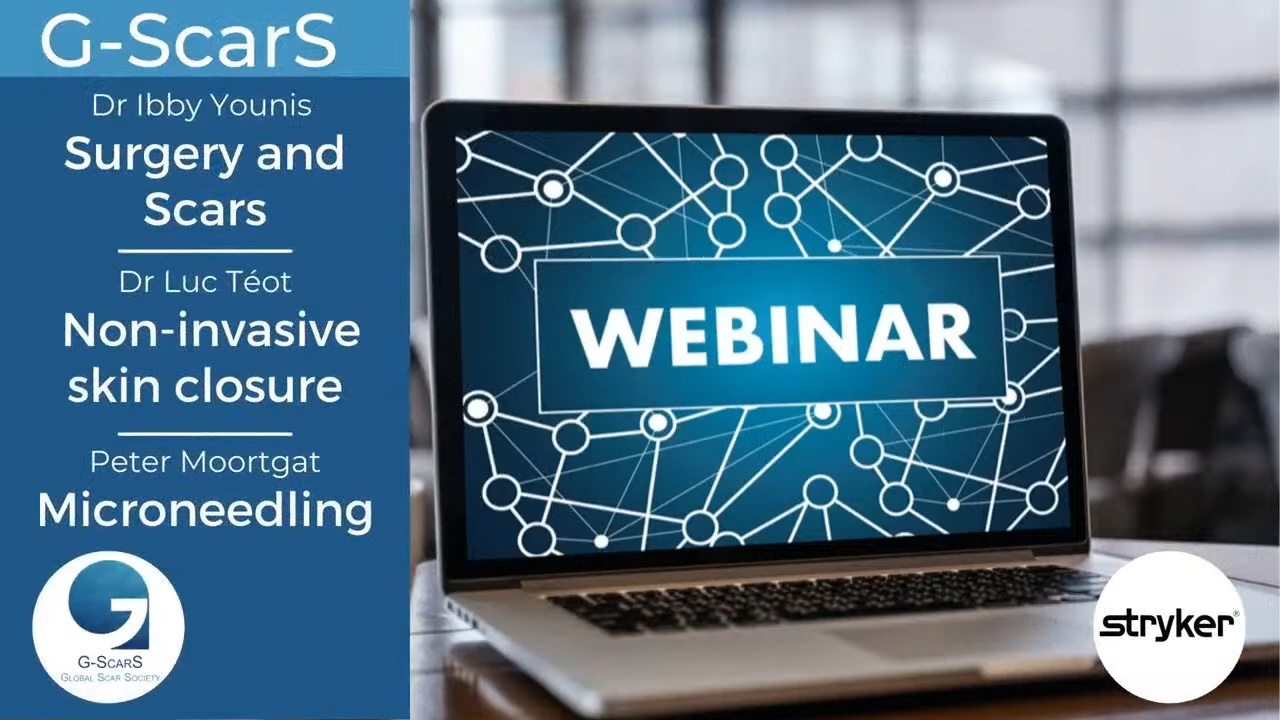 G-ScarS
Dr Ibby Younis
Surgery and
Scars
Dr Luc Téot
Non-invasive
skin closure
Peter Moortgat
Microneedling
G-ScarS
Global Scar Society
WEBINAR
stryker®